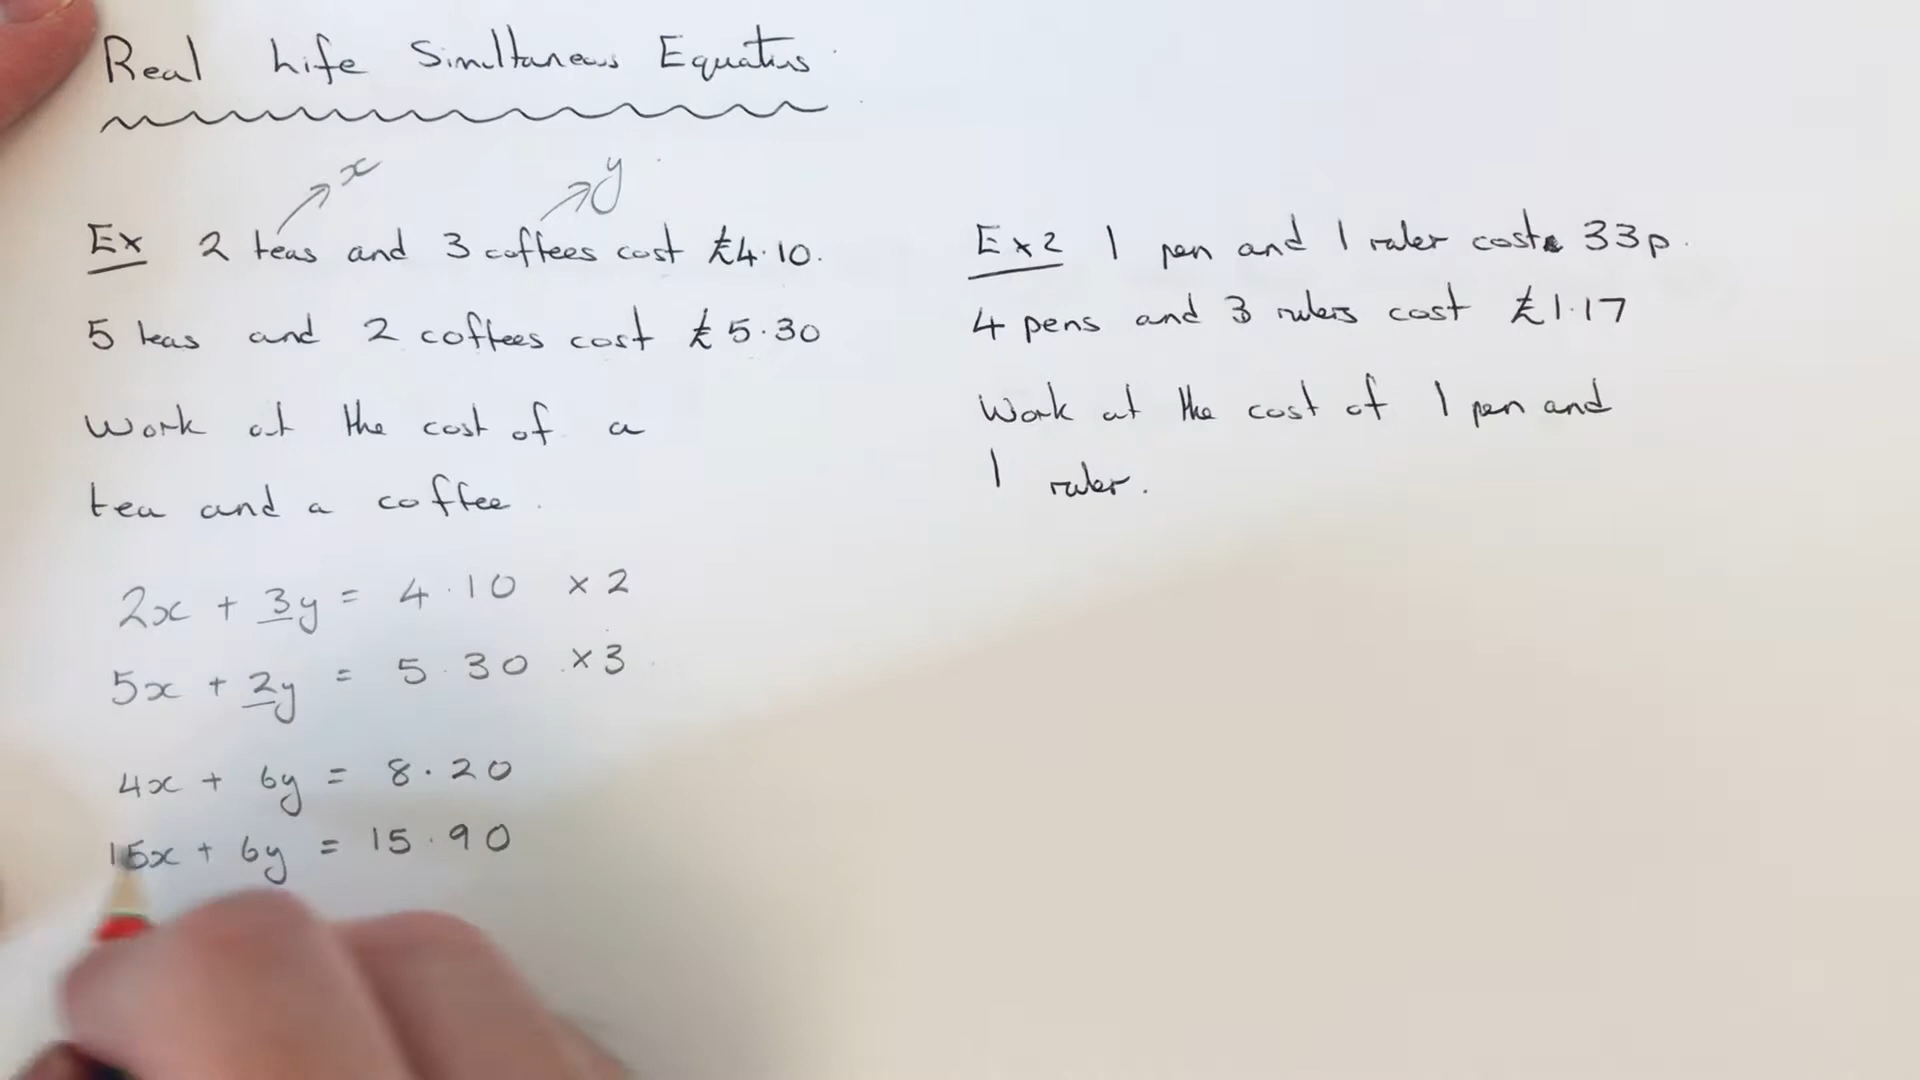 Real Life Simultaneous Equations
x
y
Ex 2 teas and 3 coffees cost £4.10.
5 teas and 2 coffees cost £5.30
Work out the cost of a
tea and a coffee.
2x + 3y = 4.10 ×2
5x + 2y = 5.30 ×3
4x + 6y = 8.20
15x + 6y = 15.90
Ex2 1 pen and 1 ruler cost 33p.
4 pens and 3 rulers cost £1.17
Work out the cost of 1 pen and
1 ruler.